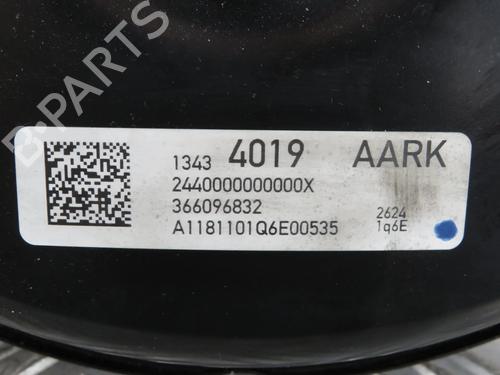 B-PARTS
1343 4019 AARK
2440000000000X
366096832 2624
A1181101Q6E00535 1q6E